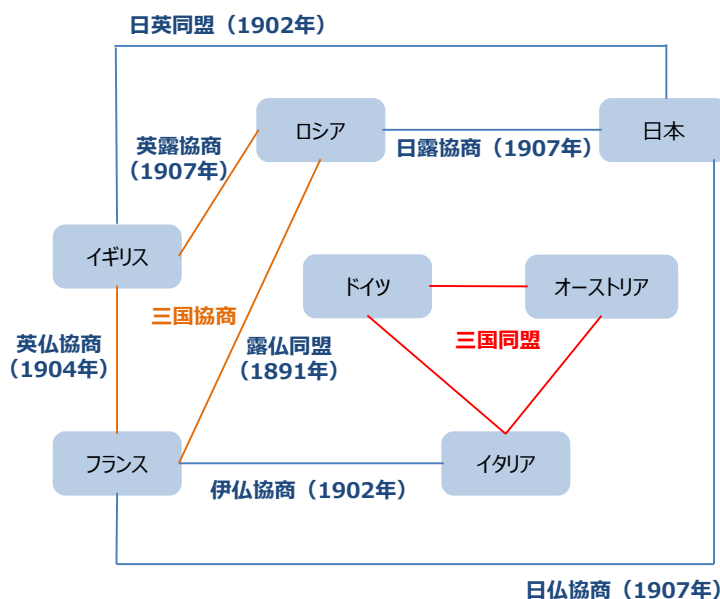 日英同盟（1902年）
ロシア
日本
英露協商
（1907年）
日露協商（1907年）
イギリス
ドイツ
オーストリア
三国協商
三国同盟
英仏協商
（1904年）
露仏同盟
（1891年）
フランス
イタリア
伊仏協商（1902年）
日仏協商（1907年）